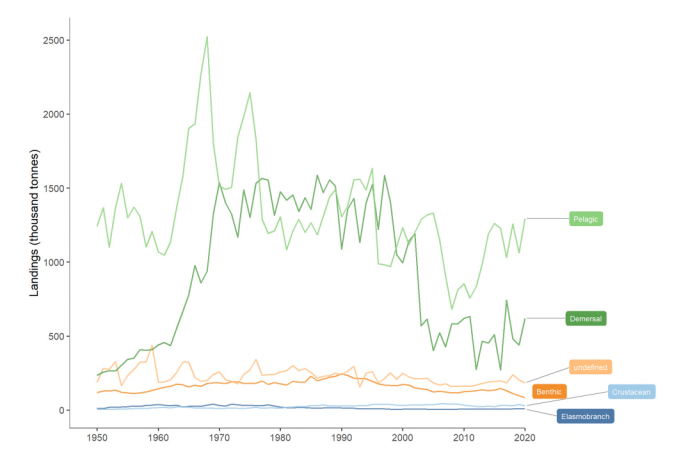 Landings (thousand tonnes)
2500
2000
1500
1000
500
0
1950
1960
1970
1980
1990
2000
2010
2020
Pelagic
Demersal
undefined
Benthic
Crustacean
Elasmobranch